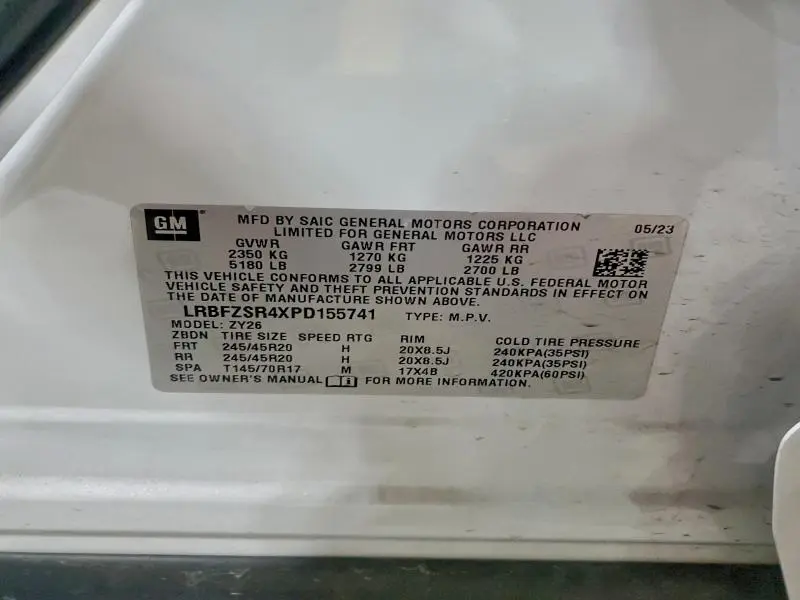 GM
MFD BY SAIC GENERAL MOTORS CORPORATION
LIMITED FOR GENERAL MOTORS LLC
05/23
GVWR GAWR FRT GAWR RR
2350 KG 1270 KG 1225 KG
5180 LB 2799 LB 2700 LB
THIS VEHICLE CONFORMS TO ALL APPLICABLE U.S. FEDERAL MOTOR
VEHICLE SAFETY AND THEFT PREVENTION STANDARDS IN EFFECT ON
THE DATE OF MANUFACTURE SHOWN ABOVE.
LRBFZSR4XPD155741 TYPE: M.P.V.
MODEL: ZY26
ZBDN TIRE SIZE SPEED RTG RIM COLD TIRE PRESSURE
FRT 245/45R20 H 20X8.5J 240KPA(35PSI)
RR 245/45R20 H 20X8.5J 240KPA(35PSI)
SPA T145/70R17 M 17X4B 420KPA(60PSI)
SEE OWNER'S MANUAL FOR MORE INFORMATION.